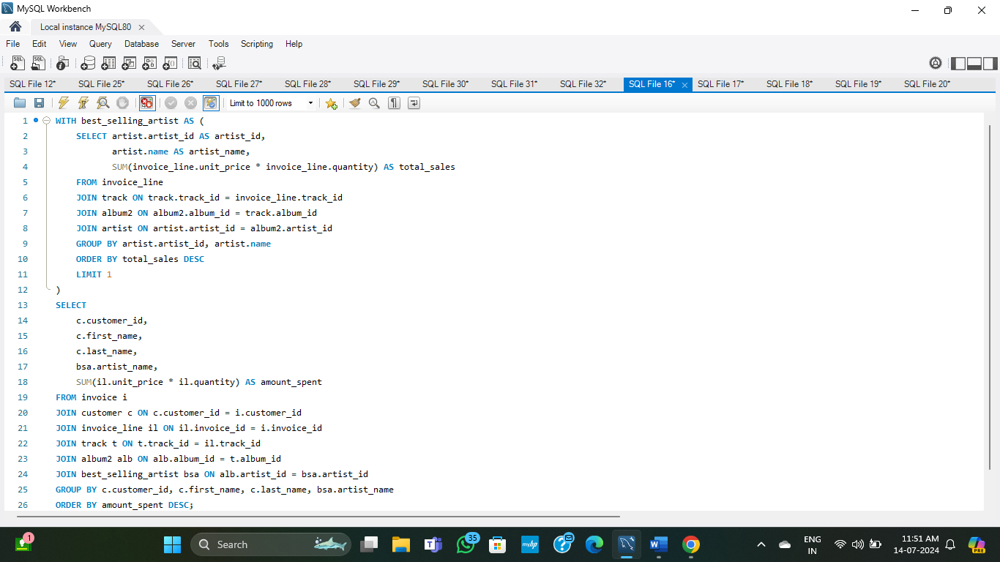 MySQL Workbench
Local instance MySQL80
File Edit View Query Database Server Tools Scripting Help
SQL File 12* SQL File 25* SQL File 26* SQL File 27* SQL File 28* SQL File 29* SQL File 30* SQL File 31* SQL File 32* SQL File 16* SQL File 17* SQL File 18* SQL File 19* SQL File 20*
Limit to 1000 rows
1 WITH best_selling_artist AS (
2 SELECT artist.artist_id AS artist_id,
3 artist.name AS artist_name,
4 SUM(invoice_line.unit_price * invoice_line.quantity) AS total_sales
5 FROM invoice_line
6 JOIN track ON track.track_id = invoice_line.track_id
7 JOIN album2 ON album2.album_id = track.album_id
8 JOIN artist ON artist.artist_id = album2.artist_id
9 GROUP BY artist.artist_id, artist.name
10 ORDER BY total_sales DESC
11 LIMIT 1
12 )
13 SELECT
14 c.customer_id,
15 c.first_name,
16 c.last_name,
17 bsa.artist_name,
18 SUM(il.unit_price * il.quantity) AS amount_spent
19 FROM invoice i
20 JOIN customer c ON c.customer_id = i.customer_id
21 JOIN invoice_line il ON il.invoice_id = i.invoice_id
22 JOIN track t ON t.track_id = il.track_id
23 JOIN album2 alb ON alb.album_id = t.album_id
24 JOIN best_selling_artist bsa ON alb.artist_id = bsa.artist_id
25 GROUP BY c.customer_id, c.first_name, c.last_name, bsa.artist_name
26 ORDER BY amount_spent DESC;
1 Search 35 myhp ENG 11:51 AM
IN 14-07-2024 PRE